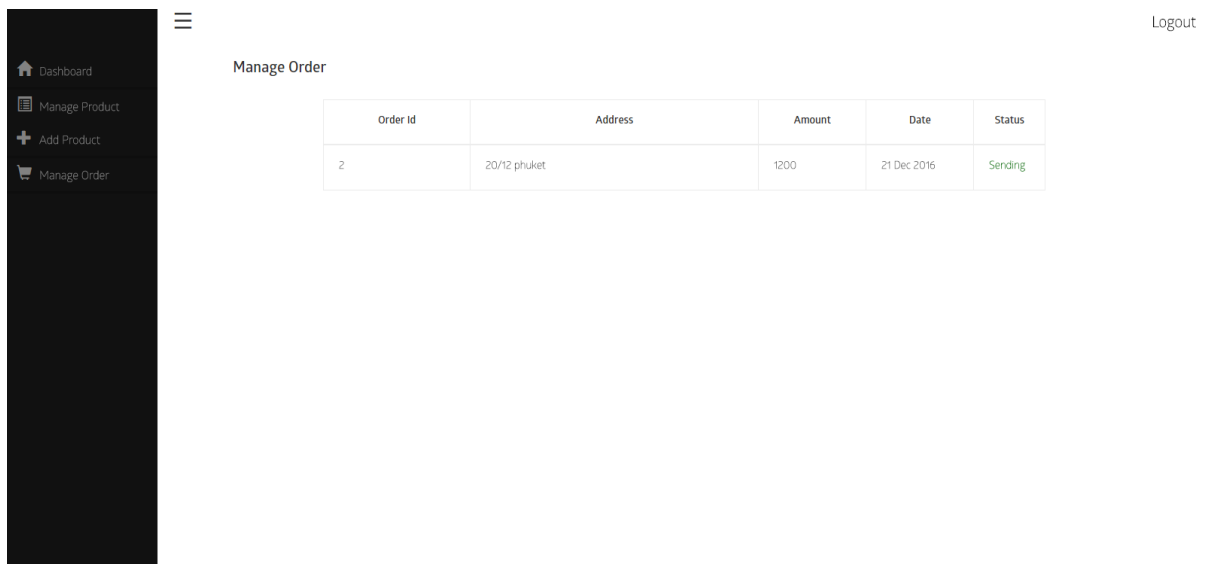 Logout
Dashboard
Manage Product
Add Product
Manage Order
Manage Order
Order Id Address Amount Date Status
2 20/12 phuket 1200 21 Dec 2016 Sending